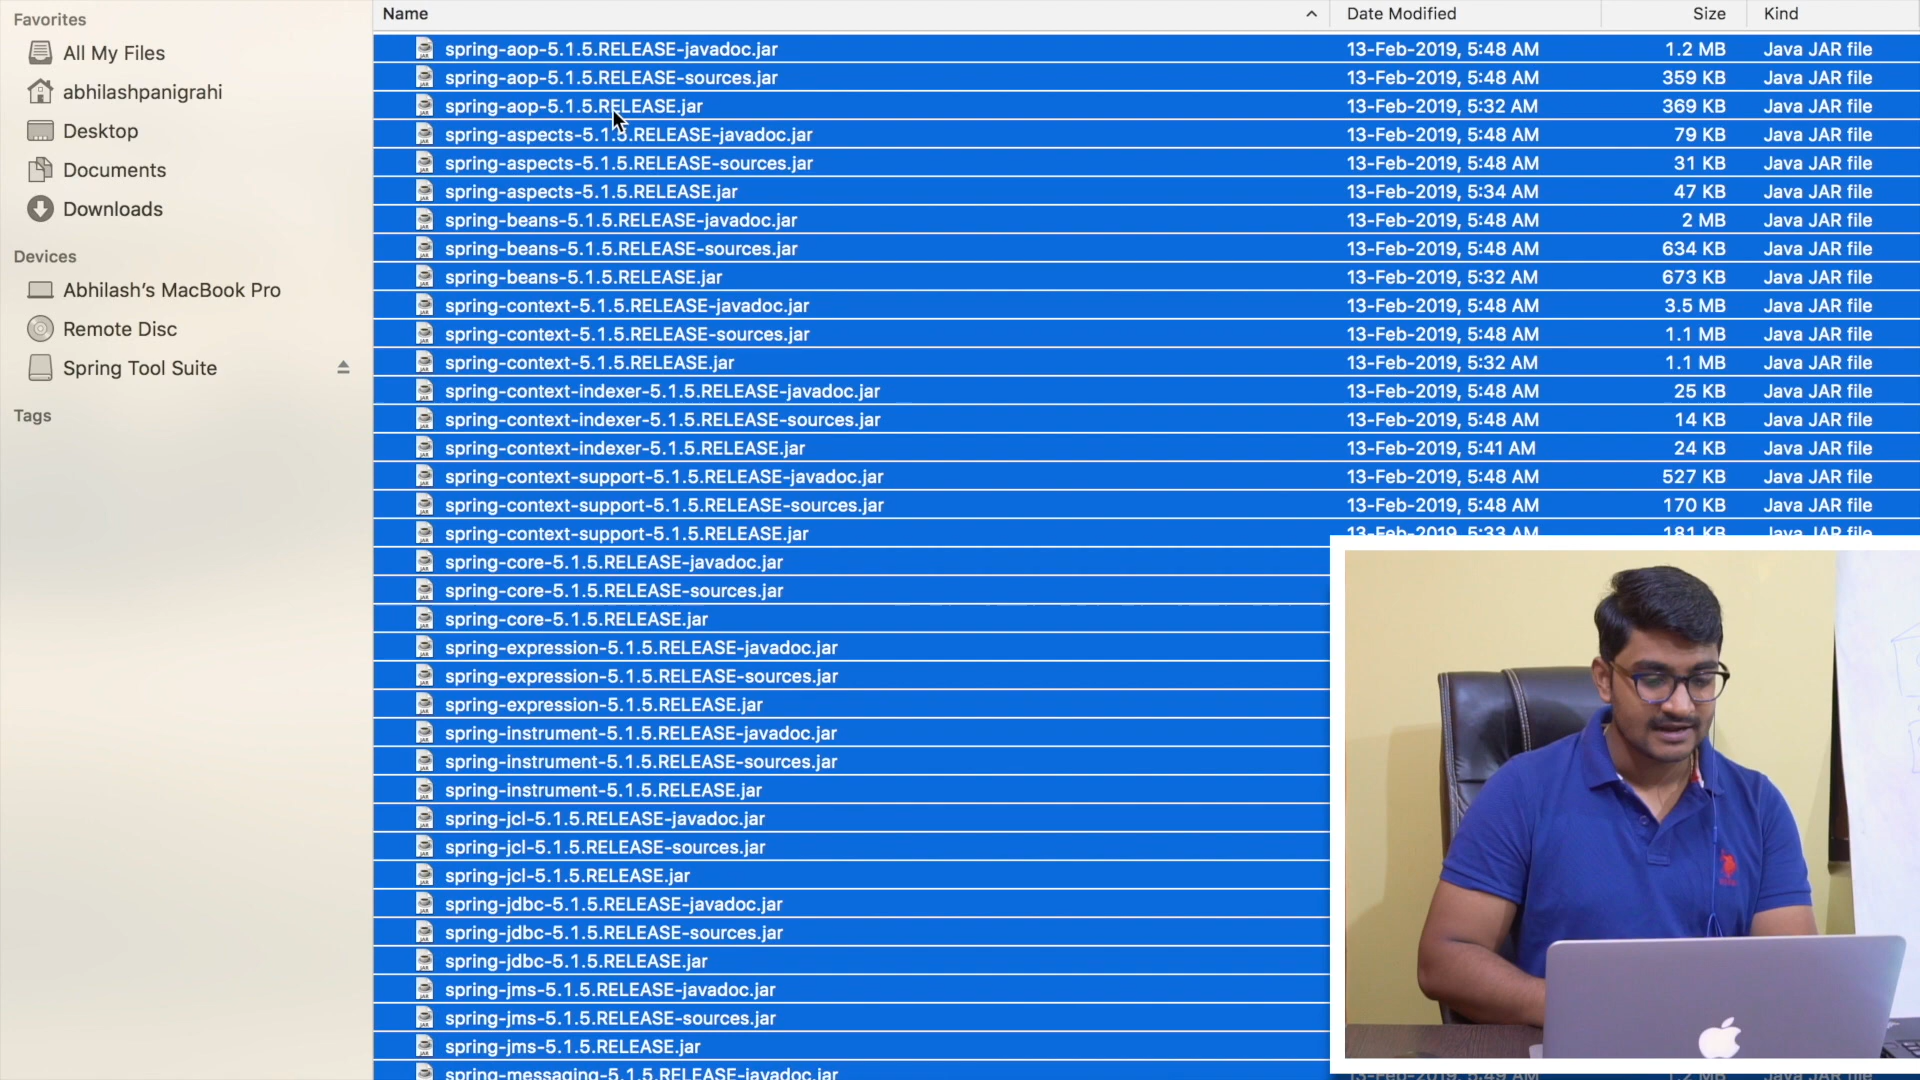 Favorites
All My Files
abhilashpanigrahi
Desktop
Documents
Downloads
Devices
Abhilash’s MacBook Pro
Remote Disc
Spring Tool Suite
Tags
Name Date Modified Size Kind
spring-aop-5.1.5.RELEASE-javadoc.jar 13-Feb-2019, 5:48 AM 1.2 MB Java JAR file
spring-aop-5.1.5.RELEASE-sources.jar 13-Feb-2019, 5:48 AM 359 KB Java JAR file
spring-aop-5.1.5.RELEASE.jar 13-Feb-2019, 5:32 AM 369 KB Java JAR file
spring-aspects-5.1.5.RELEASE-javadoc.jar 13-Feb-2019, 5:48 AM 79 KB Java JAR file
spring-aspects-5.1.5.RELEASE-sources.jar 13-Feb-2019, 5:48 AM 31 KB Java JAR file
spring-aspects-5.1.5.RELEASE.jar 13-Feb-2019, 5:34 AM 47 KB Java JAR file
spring-beans-5.1.5.RELEASE-javadoc.jar 13-Feb-2019, 5:48 AM 2 MB Java JAR file
spring-beans-5.1.5.RELEASE-sources.jar 13-Feb-2019, 5:48 AM 634 KB Java JAR file
spring-beans-5.1.5.RELEASE.jar 13-Feb-2019, 5:32 AM 673 KB Java JAR file
spring-context-5.1.5.RELEASE-javadoc.jar 13-Feb-2019, 5:48 AM 3.5 MB Java JAR file
spring-context-5.1.5.RELEASE-sources.jar 13-Feb-2019, 5:48 AM 1.1 MB Java JAR file
spring-context-5.1.5.RELEASE.jar 13-Feb-2019, 5:32 AM 1.1 MB Java JAR file
spring-context-indexer-5.1.5.RELEASE-javadoc.jar 13-Feb-2019, 5:48 AM 25 KB Java JAR file
spring-context-indexer-5.1.5.RELEASE-sources.jar 13-Feb-2019, 5:48 AM 14 KB Java JAR file
spring-context-indexer-5.1.5.RELEASE.jar 13-Feb-2019, 5:41 AM 24 KB Java JAR file
spring-context-support-5.1.5.RELEASE-javadoc.jar 13-Feb-2019, 5:48 AM 527 KB Java JAR file
spring-context-support-5.1.5.RELEASE-sources.jar 13-Feb-2019, 5:48 AM 170 KB Java JAR file
spring-context-support-5.1.5.RELEASE.jar 13-Feb-2019, 5:33 AM 181 KB Java JAR file
spring-core-5.1.5.RELEASE-javadoc.jar
spring-core-5.1.5.RELEASE-sources.jar
spring-core-5.1.5.RELEASE.jar
spring-expression-5.1.5.RELEASE-javadoc.jar
spring-expression-5.1.5.RELEASE-sources.jar
spring-expression-5.1.5.RELEASE.jar
spring-instrument-5.1.5.RELEASE-javadoc.jar
spring-instrument-5.1.5.RELEASE-sources.jar
spring-instrument-5.1.5.RELEASE.jar
spring-jcl-5.1.5.RELEASE-javadoc.jar
spring-jcl-5.1.5.RELEASE-sources.jar
spring-jcl-5.1.5.RELEASE.jar
spring-jdbc-5.1.5.RELEASE-javadoc.jar
spring-jdbc-5.1.5.RELEASE-sources.jar
spring-jdbc-5.1.5.RELEASE.jar
spring-jms-5.1.5.RELEASE-javadoc.jar
spring-jms-5.1.5.RELEASE-sources.jar
spring-jms-5.1.5.RELEASE.jar
spring-messaging-5.1.5.RELEASE-javadoc.jar